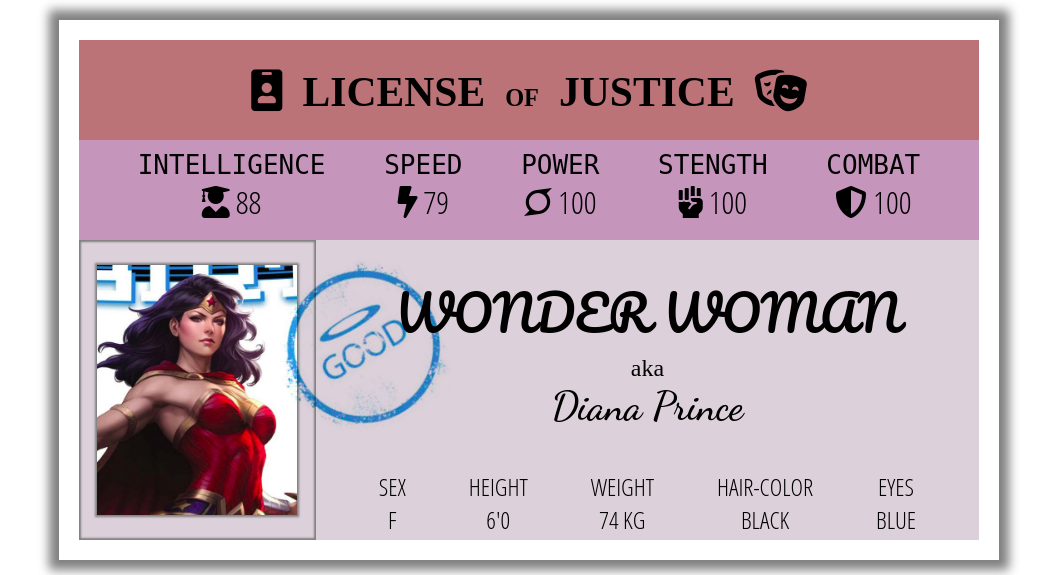 LICENSE OF JUSTICE
INTELLIGENCE SPEED POWER STENGTH COMBAT
88 79 100 100 100
GOOD
WONDER WOMAN
aka
Diana Prince
SEX HEIGHT WEIGHT HAIR-COLOR EYES
F 6'0 74 KG BLACK BLUE